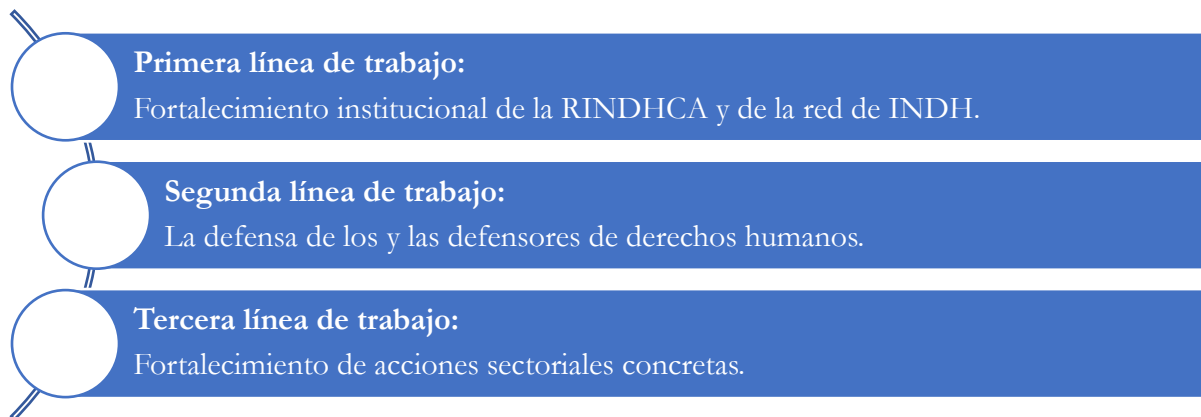 Primera línea de trabajo:
Fortalecimiento institucional de la RINDHCA y de la red de INDH.
Segunda línea de trabajo:
La defensa de los y las defensores de derechos humanos.
Tercera línea de trabajo:
Fortalecimiento de acciones sectoriales concretas.